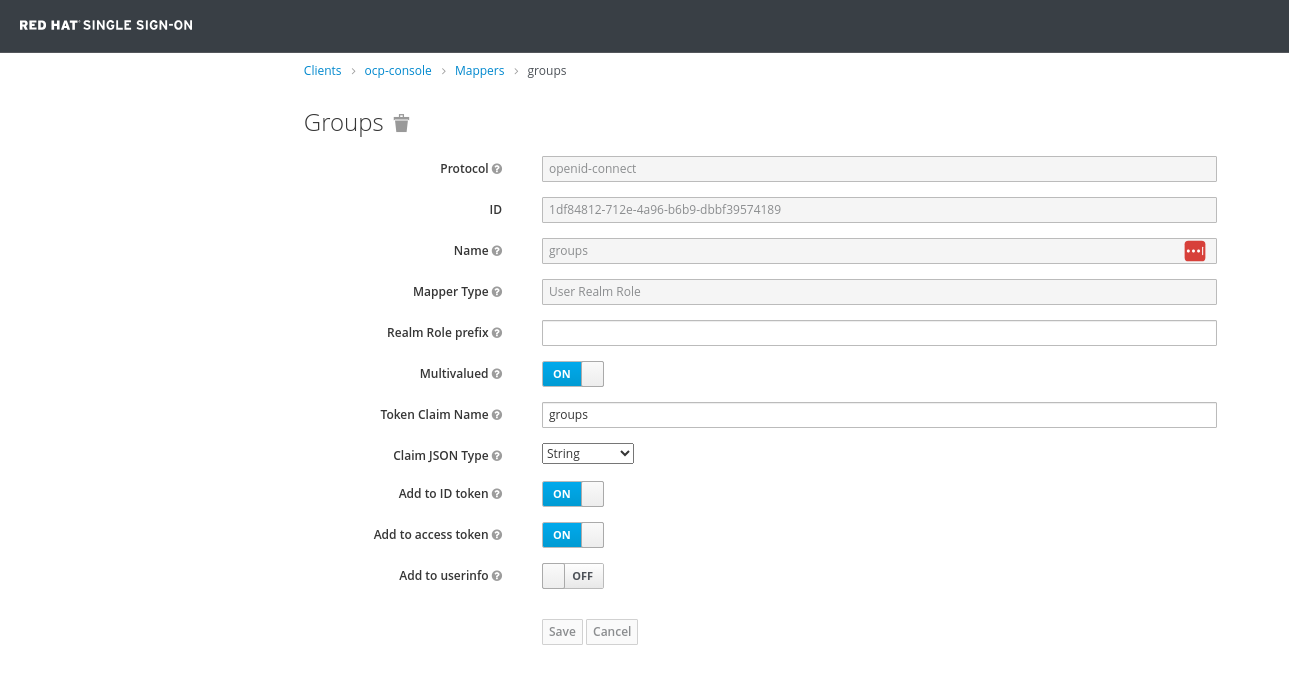 RED HAT SINGLE SIGN-ON
Clients > ocp-console > Mappers > groups
Groups
Protocol openid-connect
ID 1df84812-712e-4a96-b6b9-dbbf39574189
Name groups
Mapper Type User Realm Role
Realm Role prefix
Multivalued ON
Token Claim Name groups
Claim JSON Type String
Add to ID token ON
Add to access token ON
Add to userinfo OFF
Save Cancel